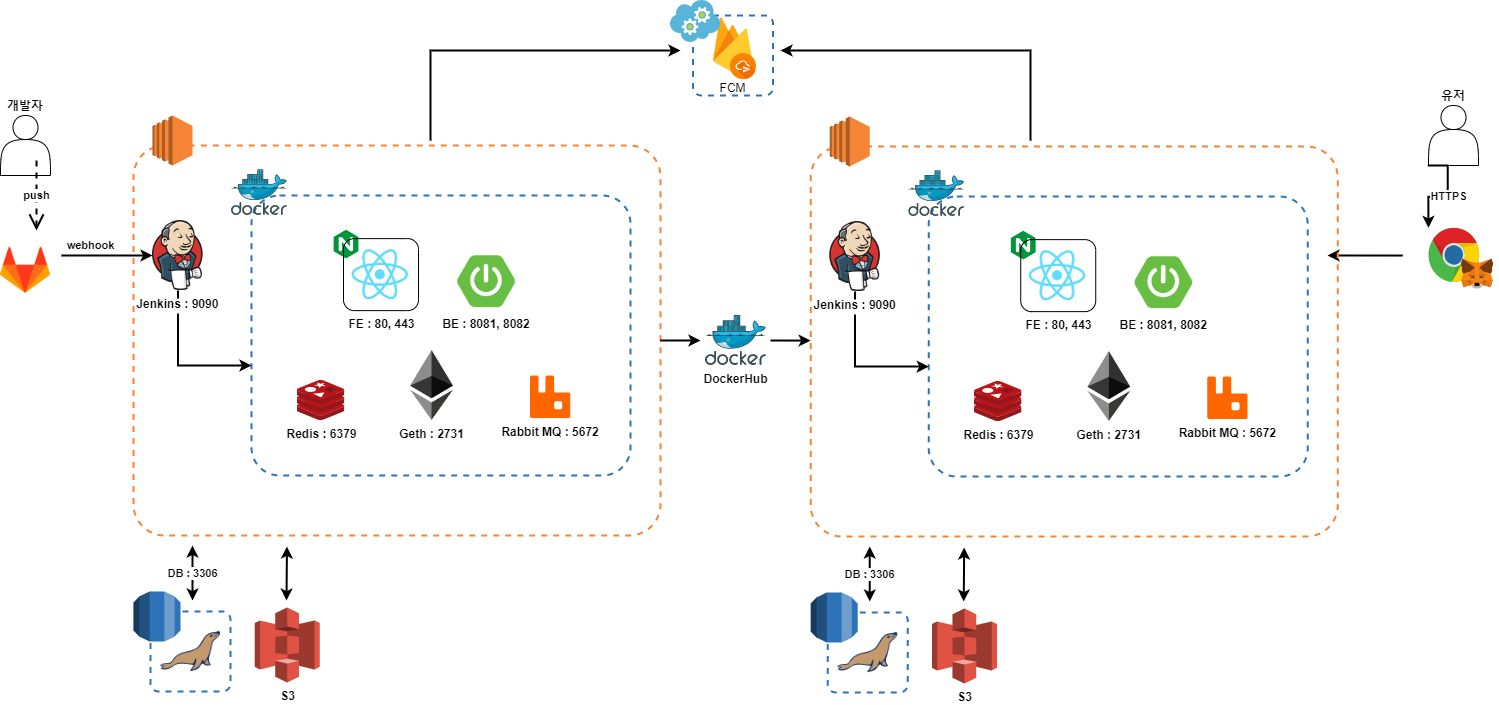 FCM
개발자
push
webhook
docker
Jenkins : 9090
FE : 80, 443
BE : 8081, 8082
Redis : 6379
Geth : 2731
Rabbit MQ : 5672
DB : 3306
S3
docker
DockerHub
docker
Jenkins : 9090
FE : 80, 443
BE : 8081, 8082
Redis : 6379
Geth : 2731
Rabbit MQ : 5672
DB : 3306
S3
유저
HTTPS